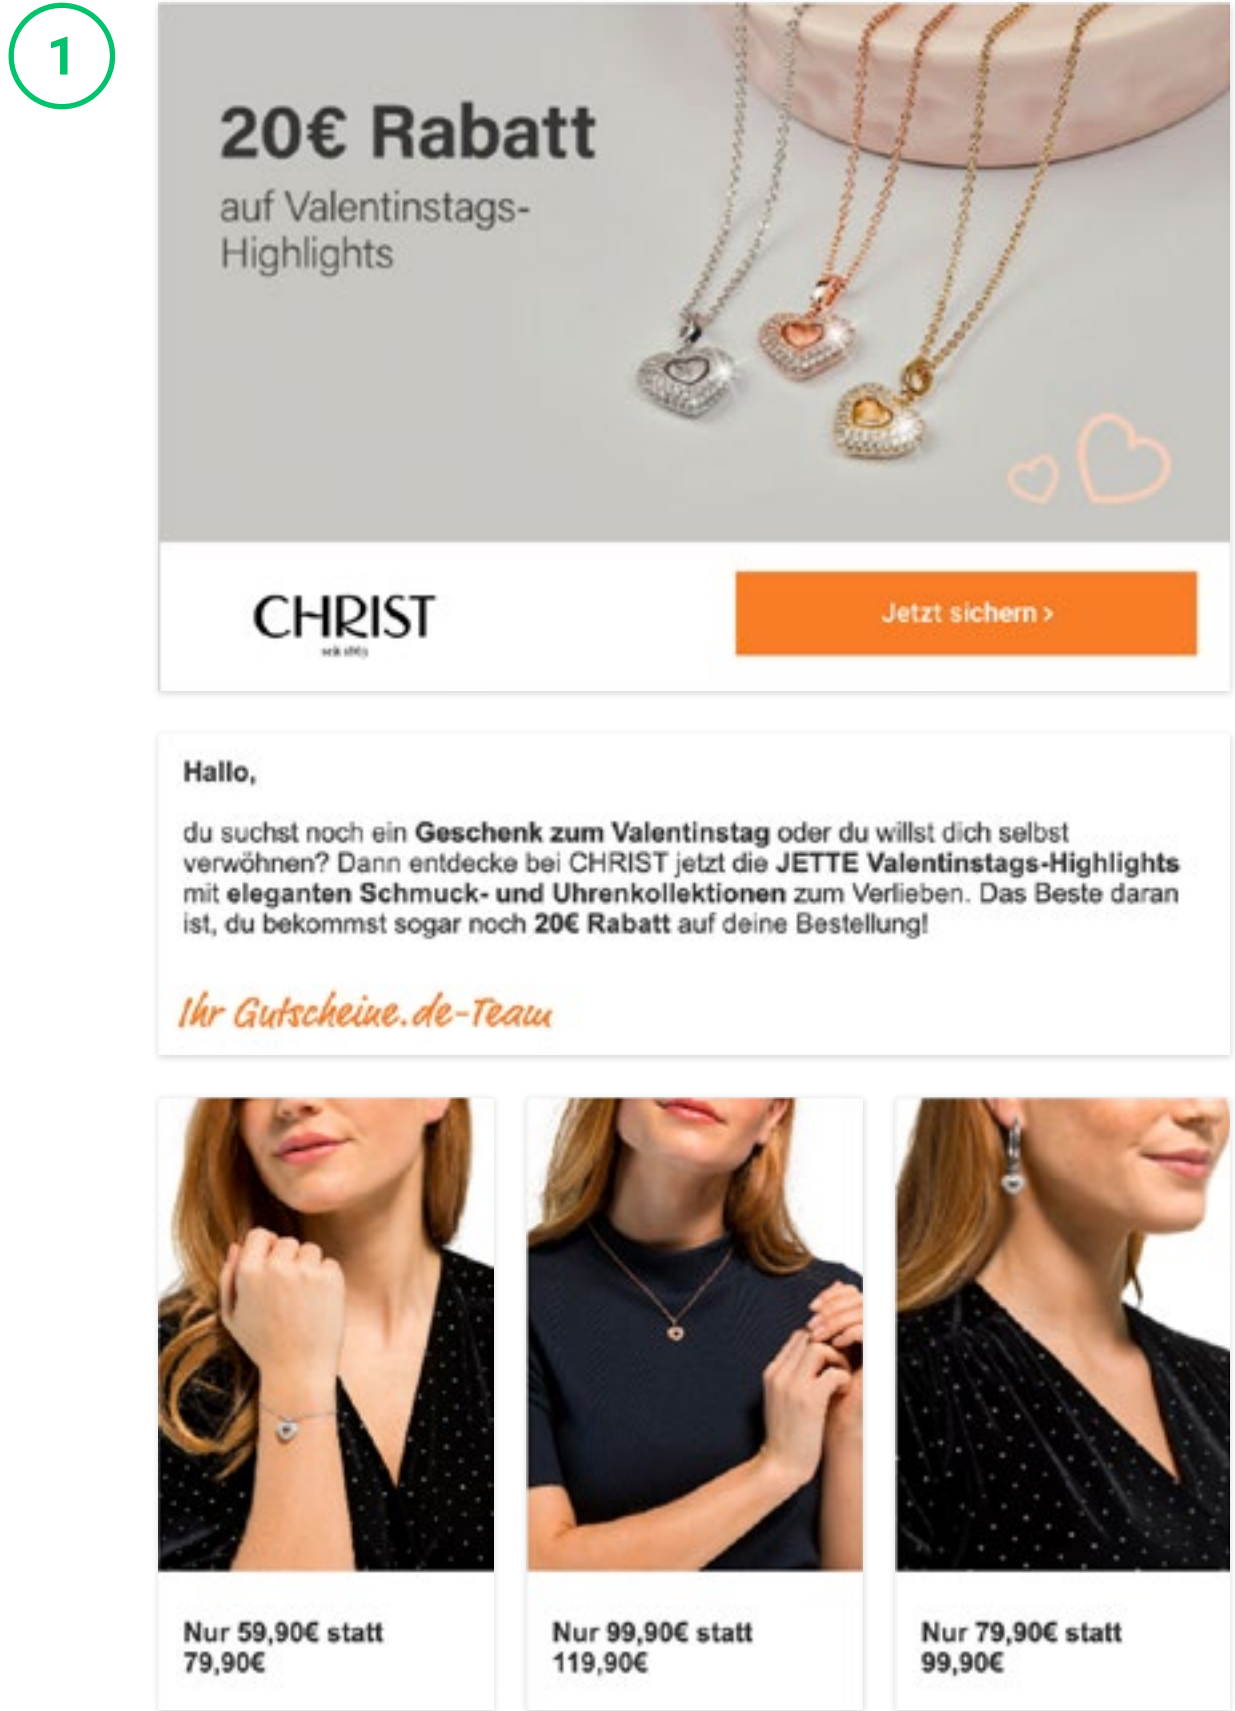 1
20€ Rabatt
auf Valentinstags-
Highlights
CHRIST
seit 1863
Jetzt sichern >
Hallo,
du suchst noch ein Geschenk zum Valentinstag oder du willst dich selbst
verwöhnen? Dann entdecke bei CHRIST jetzt die JETTE Valentinstags-Highlights
mit eleganten Schmuck- und Uhrenkollektionen zum Verlieben. Das Beste daran
ist, du bekommst sogar noch 20€ Rabatt auf deine Bestellung!
Ihr Gutscheine.de-Team
Nur 59,90€ statt
79,90€
Nur 99,90€ statt
119,90€
Nur 79,90€ statt
99,90€